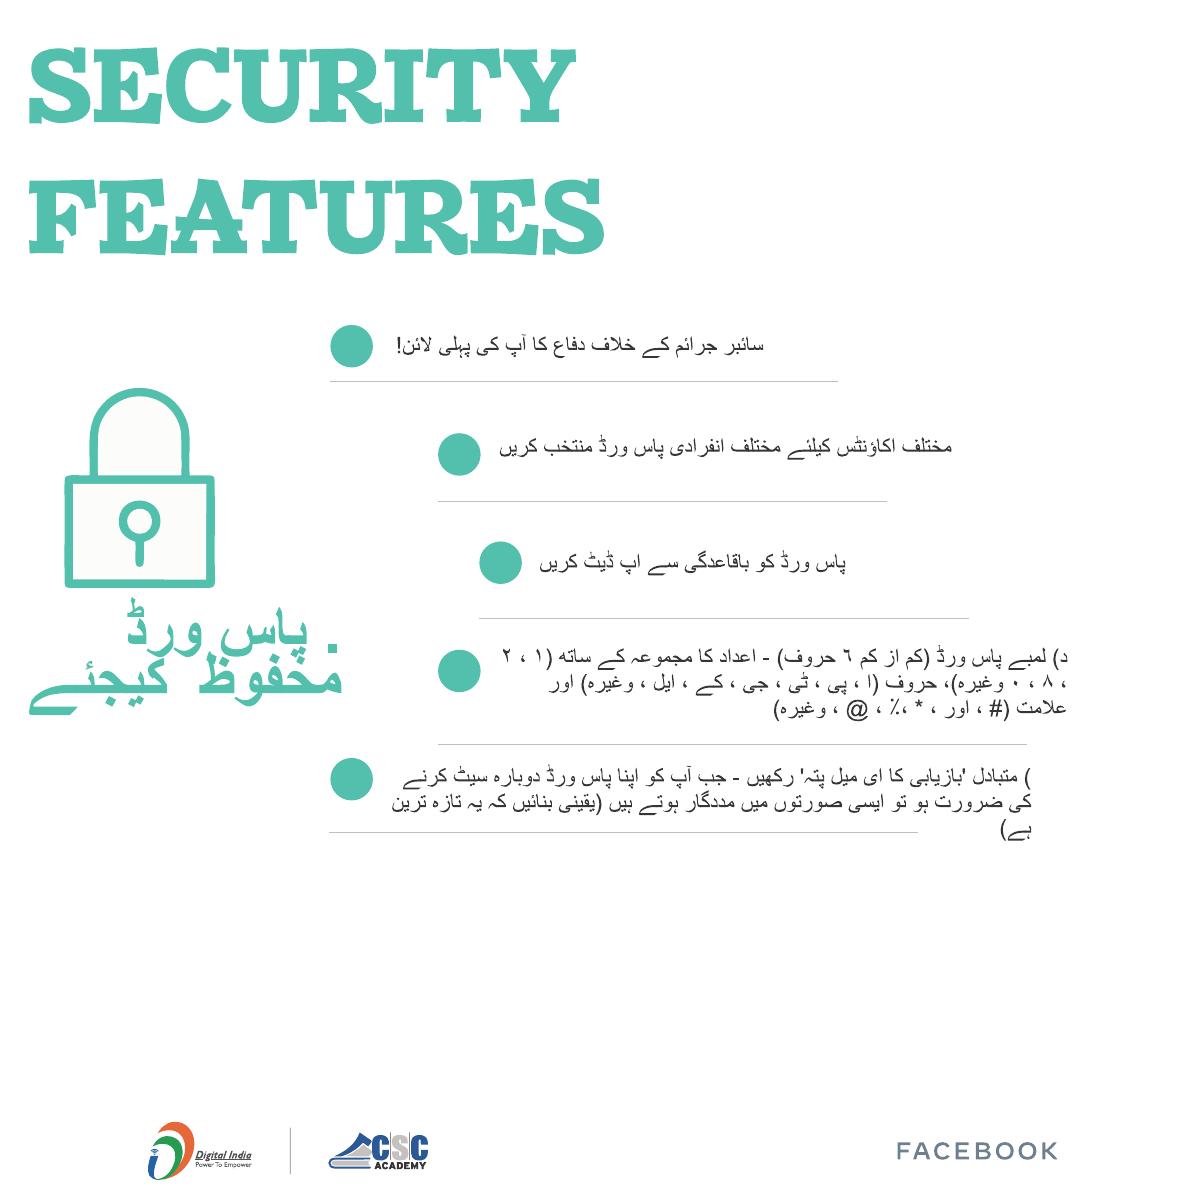 SECURITY
FEATURES
سائبر جرائم کے خلاف دفاع کا آپ کی پہلی لائن!
مختلف اکاؤنٹس کیلئے مختلف انفرادی پاس ورڈ منتخب کریں
پاس ورڈ کو باقاعدگی سے اپ ڈیٹ کریں
. پاس ورڈ
محفوظ کیجئے
د) لمبے پاس ورڈ (کم از کم ٦ حروف) - اعداد کا مجموعہ کے ساتھ (١ ، ٢
، ٨ ، ٠ وغیرہ)، حروف (ا ، پی ، ٹی ، جی ، کے ، ایل ، وغیرہ) اور
علامت (# ، اور ، * ،٪ ، @ ، وغیرہ)
) متبادل 'بازیابی کا ای میل پتہ' رکھیں - جب آپ کو اپنا پاس ورڈ دوبارہ سیٹ کرنے
کی ضرورت ہو تو ایسی صورتوں میں مددگار ہوتے ہیں (یقینی بنائیں کہ یہ تازہ ترین
ہے)
Digital India
Power To Empower
CSC
ACADEMY
FACEBOOK